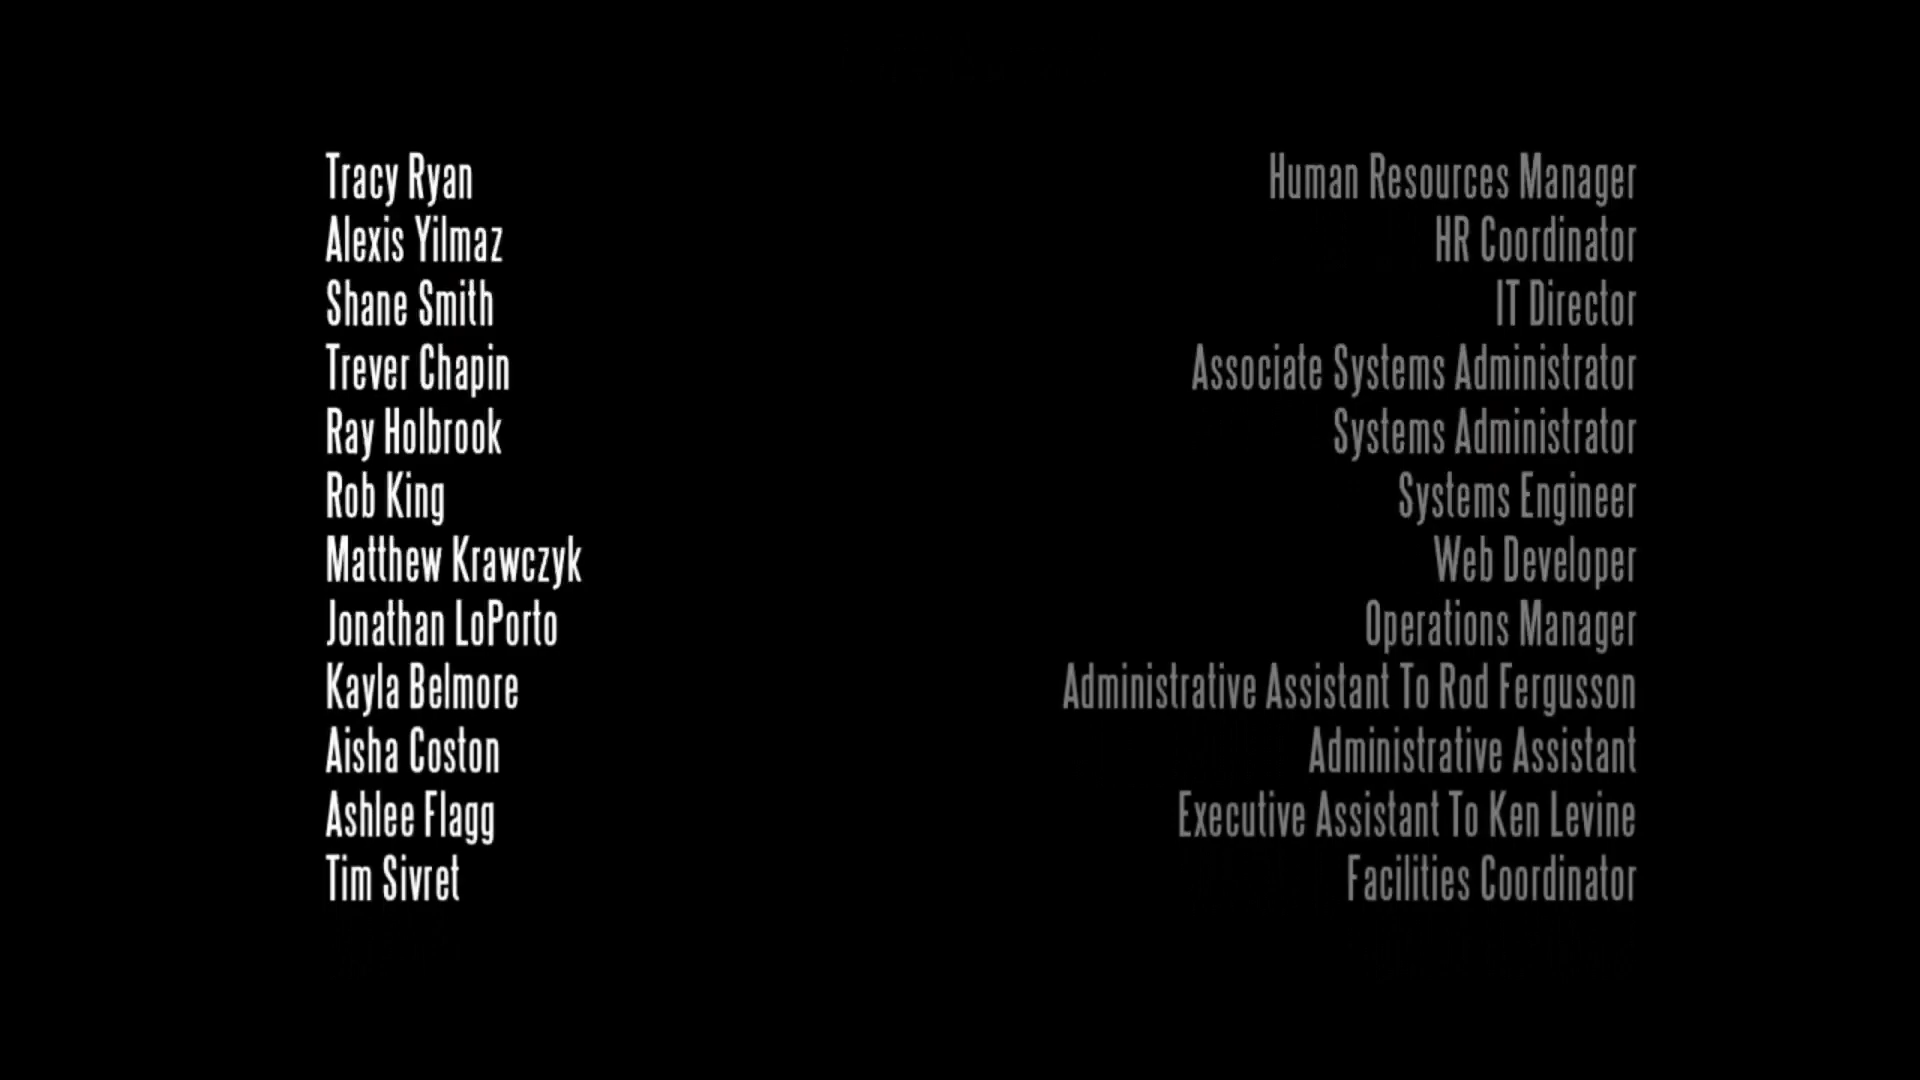 Tracy Ryan Human Resources Manager
Alexis Yilmaz HR Coordinator
Shane Smith IT Director
Trever Chapin Associate Systems Administrator
Ray Holbrook Systems Administrator
Rob King Systems Engineer
Matthew Krawczyk Web Developer
Jonathan LoPorto Operations Manager
Kayla Belmore Administrative Assistant To Rod Fergusson
Aisha Coston Administrative Assistant
Ashlee Flagg Executive Assistant To Ken Levine
Tim Sivret Facilities Coordinator